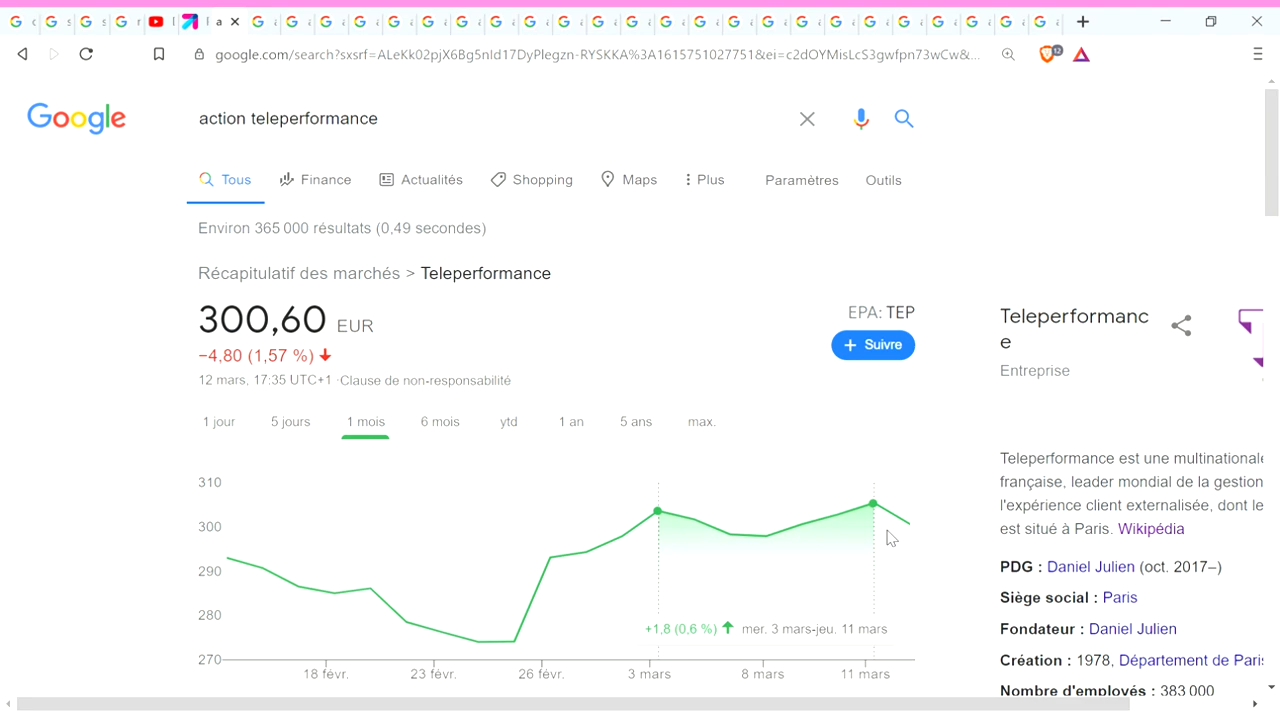 a
google.com/search?sxsrf=ALeKk02pjX6Bg5nId17DyPlegzn-RYSKKA%3A1615751027751&ei=c2dOYMisLcS3gwfpn73wCw&...
12
Google
action teleperformance
Tous
Finance
Actualités
Shopping
Maps
Plus
Paramètres
Outils
Environ 365 000 résultats (0,49 secondes)
Récapitulatif des marchés > Teleperformance
300,60 EUR
EPA: TEP
−4,80 (1,57 %)
+ Suivre
12 mars, 17:35 UTC+1 ·Clause de non-responsabilité
1 jour
5 jours
1 mois
6 mois
ytd
1 an
5 ans
max.
310
300
290
280
270
+1,8 (0,6 %) mer. 3 mars-jeu. 11 mars
18 févr.
23 févr.
26 févr.
3 mars
8 mars
11 mars
Teleperformanc
e
Entreprise
Teleperformance est une multinationale
française, leader mondial de la gestion
l'expérience client externalisée, dont le
est situé à Paris. Wikipédia
PDG : Daniel Julien (oct. 2017–)
Siège social : Paris
Fondateur : Daniel Julien
Création : 1978, Département de Paris
Nombre d'employés : 383 000